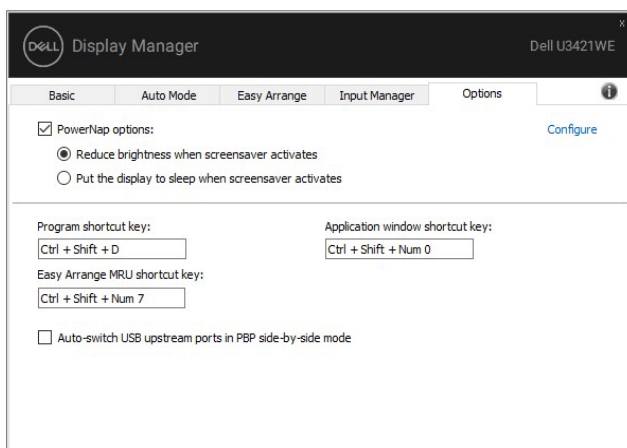 DELL Display Manager
x
Dell U3421WE
Basic Auto Mode Easy Arrange Input Manager Options i
PowerNap options: Configure
Reduce brightness when screensaver activates
Put the display to sleep when screensaver activates
Program shortcut key: Application window shortcut key:
Ctrl + Shift + D Ctrl + Shift + Num 0
Easy Arrange MRU shortcut key:
Ctrl + Shift + Num 7
Auto-switch USB upstream ports in PBP side-by-side mode